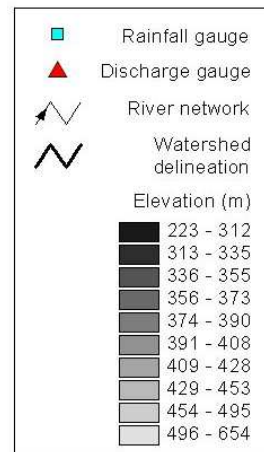 Rainfall gauge
Discharge gauge
River network
Watershed
delineation
Elevation (m)
223 - 312
313 - 335
336 - 355
356 - 373
374 - 390
391 - 408
409 - 428
429 - 453
454 - 495
496 - 654